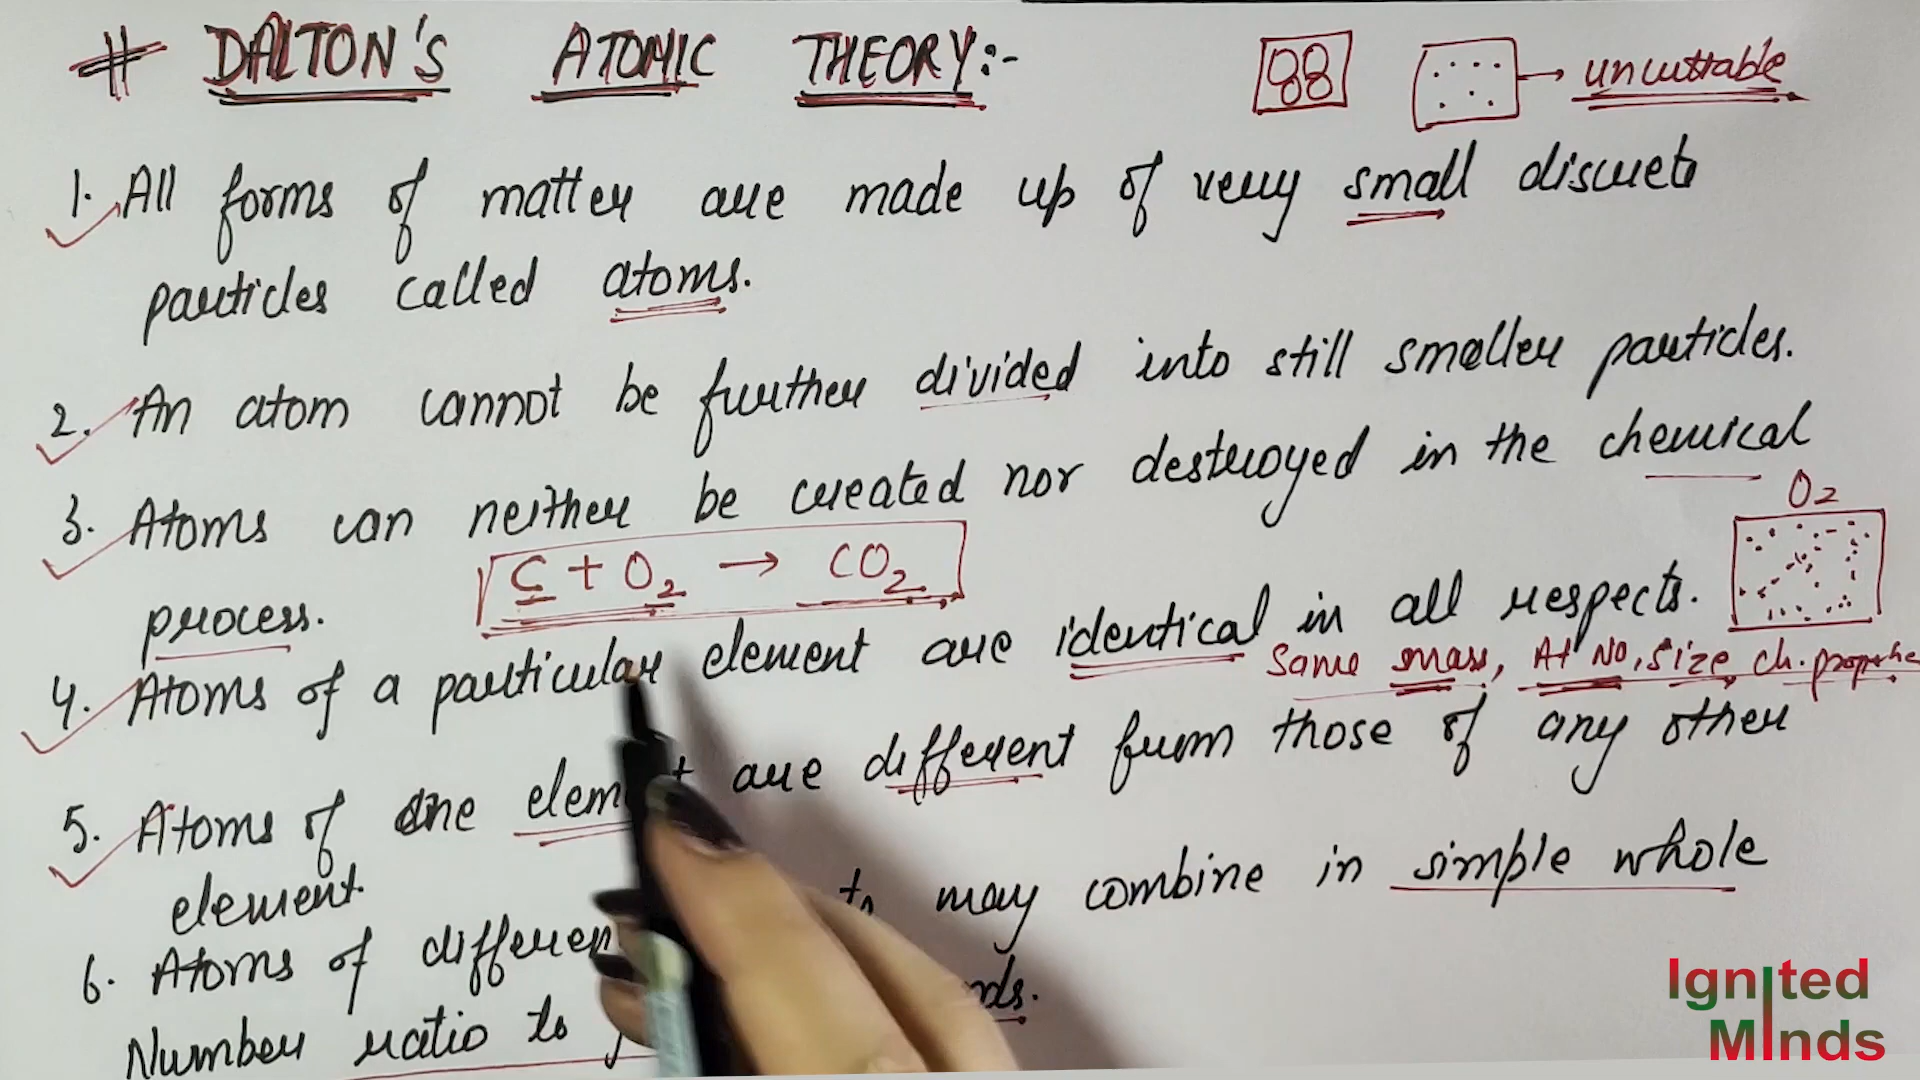 # DALTON'S ATOMIC THEORY:-
88 → uncuttable
1. All forms of matter are made up of very small discrete
particles called atoms.
2. An atom cannot be further divided into still smaller particles.
3. Atoms can neither be created nor destroyed in the chemical
process.
C + O2 → CO2
O2
4. Atoms of a particular element are identical in all respects.
Same mass, At No, size, ch. prope
5. Atoms of one elem are different from those of any other
element.
6. Atoms of differen may combine in simple whole
Number ratio to
Ignited
Minds